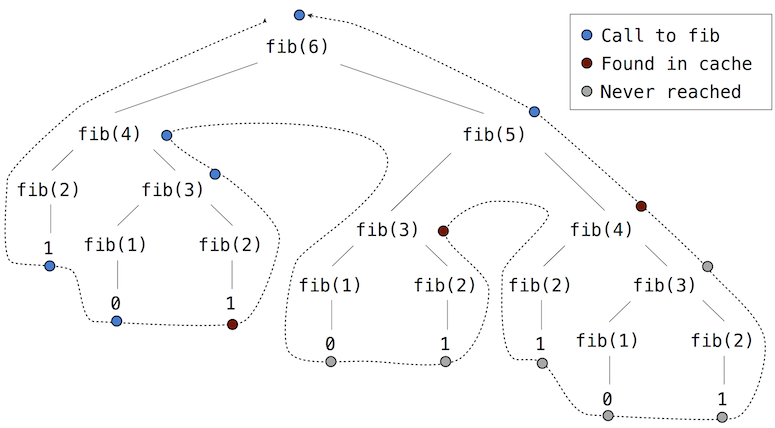 fib(6)
Call to fib
Found in cache
Never reached
fib(4)
fib(5)
fib(2)
fib(3)
1
fib(1)
fib(2)
0
1
fib(3)
fib(4)
fib(1)
fib(2)
0
1
fib(2)
fib(3)
1
fib(1)
fib(2)
0
1